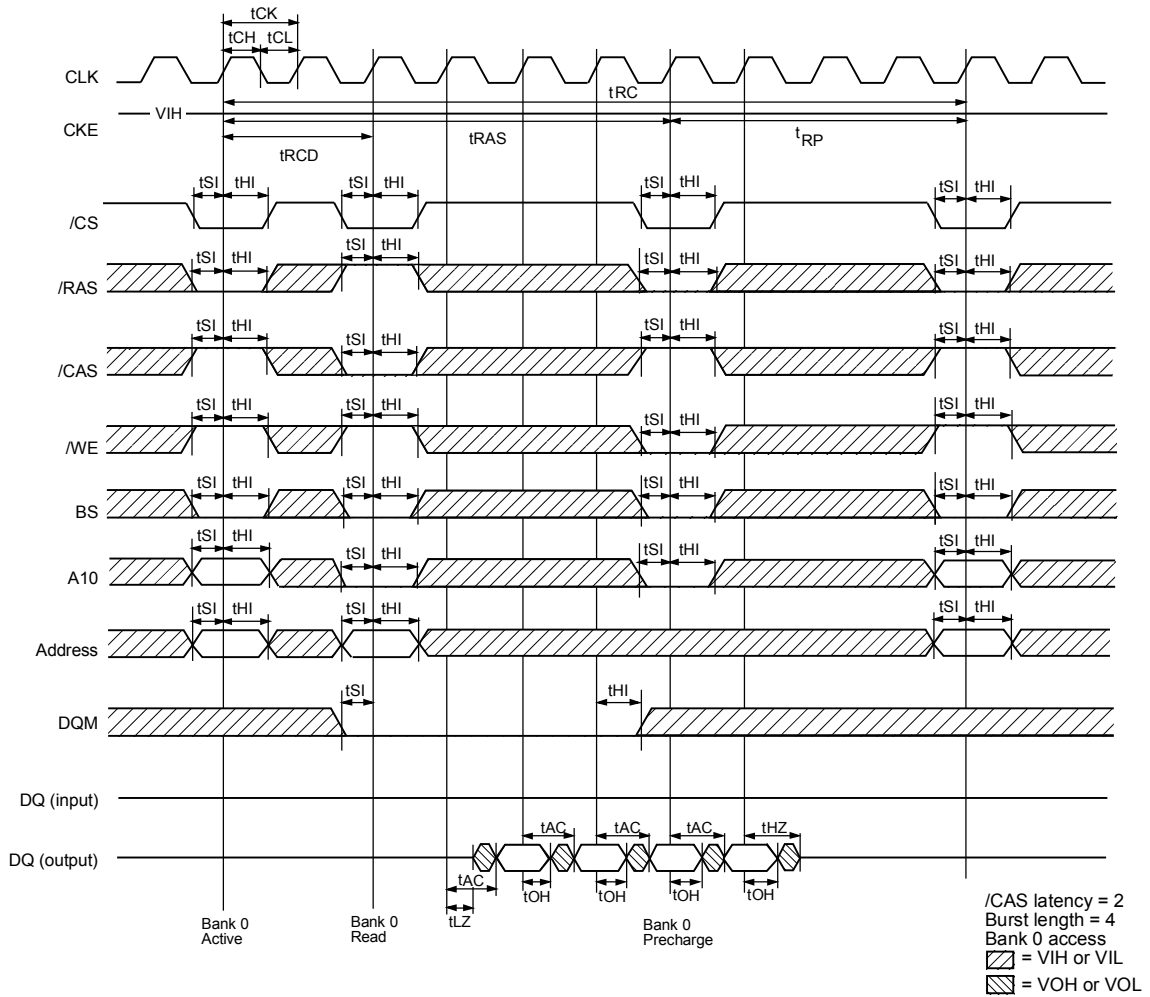 tCK
tCH tCL
CLK
tRC
VIH
CKE
tRAS
tRP
tRCD
tSI tHI tSI tHI tSI tHI tSI tHI
/CS
tSI tHI tSI tHI tSI tHI tSI tHI
/RAS
tSI tHI tSI tHI tSI tHI tSI tHI
/CAS
tSI tHI tSI tHI tSI tHI tSI tHI
/WE
tSI tHI tSI tHI tSI tHI tSI tHI
BS
tSI tHI tSI tHI tSI tHI tSI tHI
A10
tSI tHI tSI tHI tSI tHI
Address
tSI tHI
DQM
DQ (input)
tAC tAC tAC tHZ
DQ (output)
tAC
tOH tOH tOH tOH
tLZ
Bank 0
Active
Bank 0
Read
Bank 0
Precharge
/CAS latency = 2
Burst length = 4
Bank 0 access
= VIH or VIL
= VOH or VOL